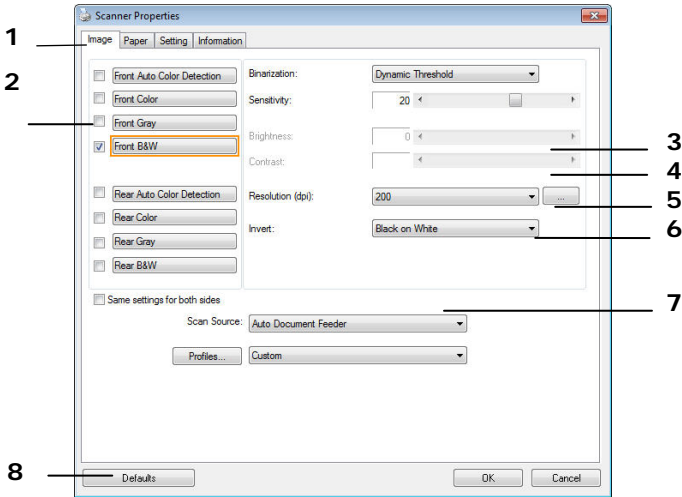 Scanner Properties
1
Image Paper Setting Information
2
Front Auto Color Detection
Binarization: Dynamic Threshold
Front Color
Sensitivity: 20
Front Gray
Brightness: 0
3
Front B&W
Contrast:
4
Rear Auto Color Detection
Resolution (dpi): 200 ...
5
Rear Color
Invert: Black on White
6
Rear Gray
Rear B&W
Same settings for both sides
7
Scan Source: Auto Document Feeder
Profiles... Custom
8
Defaults OK Cancel